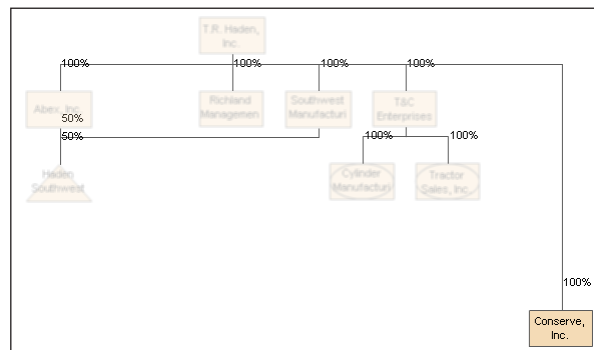 T.R. Haden,
Inc.
100%
100%
100%
100%
Abex, Inc.
Richland
Managemen
Southwest
Manufacturi
T&C
Enterprises
50%
50%
100%
100%
Haden
Southwest
Cylinder
Manufacturi
Tractor
Sales, Inc.
100%
Conserve,
Inc.